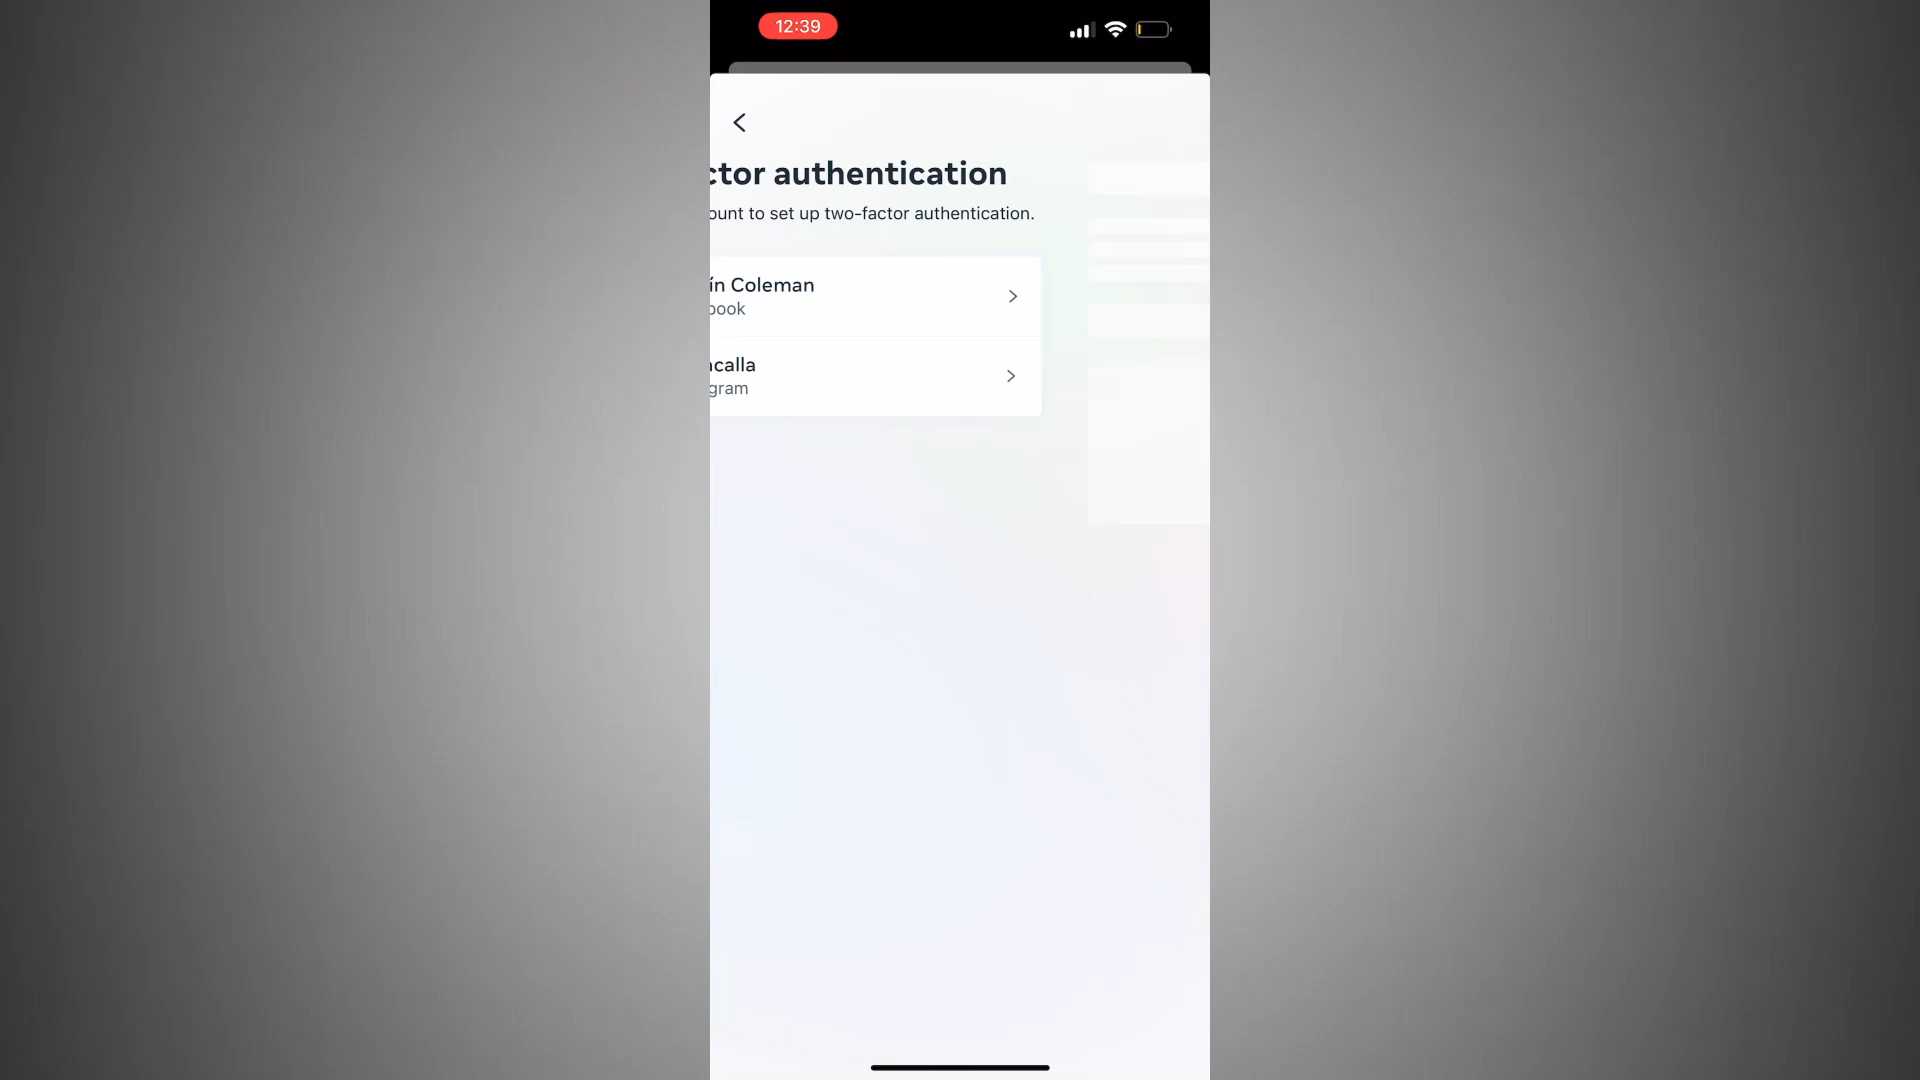 12:39
ctor authentication
ount to set up two-factor authentication.
ín Coleman
book
calla
gram